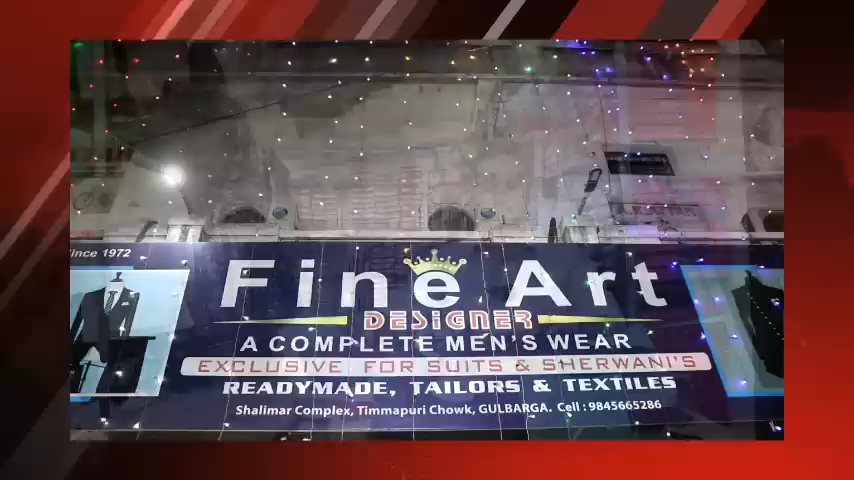 Since 1972
Fine Art
DESIGNER
A COMPLETE MEN'S WEAR
EXCLUSIVE FOR SUITS & SHERWANI'S
READYMADE, TAILORS & TEXTILES
Shalimar Complex, Timmapuri Chowk, GULBARGA. Cell : 9845665286